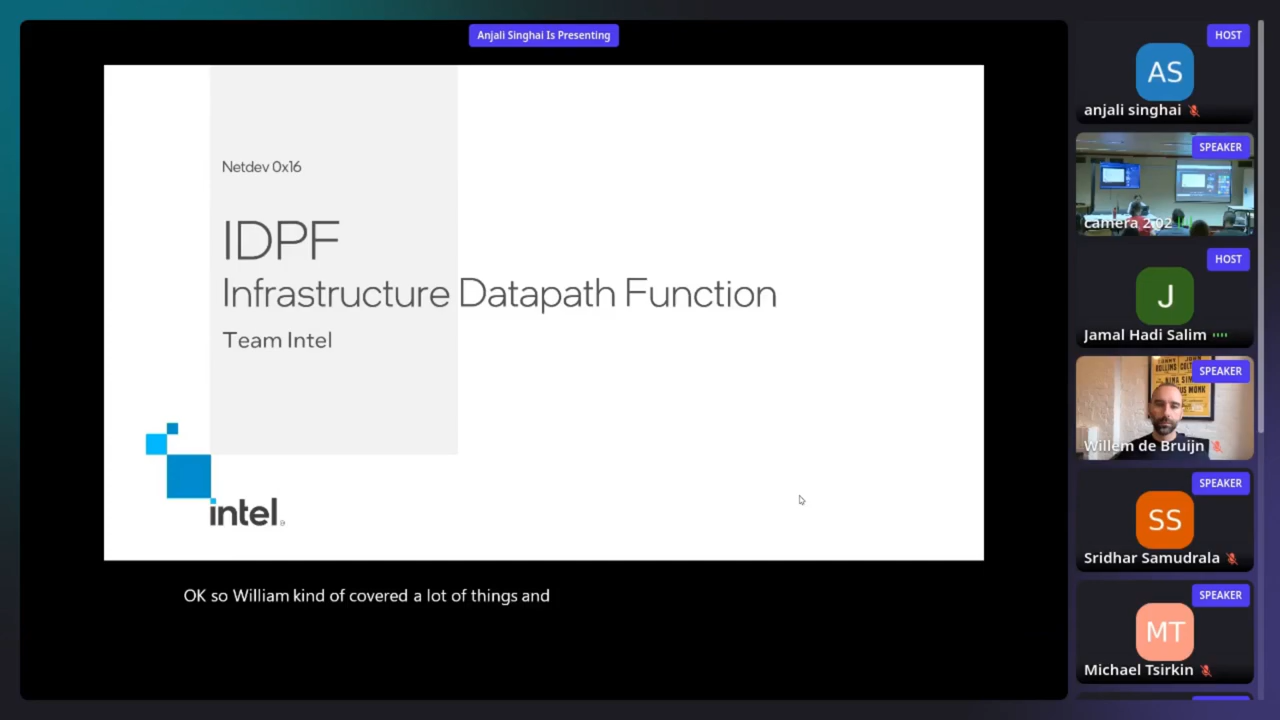 Anjali Singhai Is Presenting
Netdev 0x16
IDPF
Infrastructure Datapath Function
Team Intel
intel
OK so William kind of covered a lot of things and
HOST
AS
anjali singhai
SPEAKER
camera 2.02
HOST
J
Jamal Hadi Salim
SPEAKER
Willem de Bruijn
SPEAKER
SS
Sridhar Samudrala
SPEAKER
MT
Michael Tsirkin